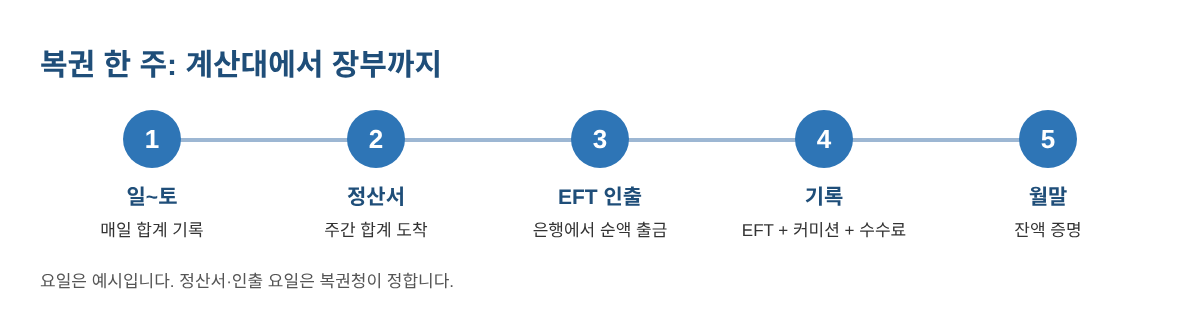 복권 한 주: 계산대에서 장부까지
1 2 3 4 5
일~토 정산서 EFT 인출 기록 월말
매일 합계 기록 주간 합계 도착 은행에서 순액 출금 EFT + 커미션 + 수수료 잔액 증명
요일은 예시입니다. 정산서·인출 요일은 복권청이 정합니다.